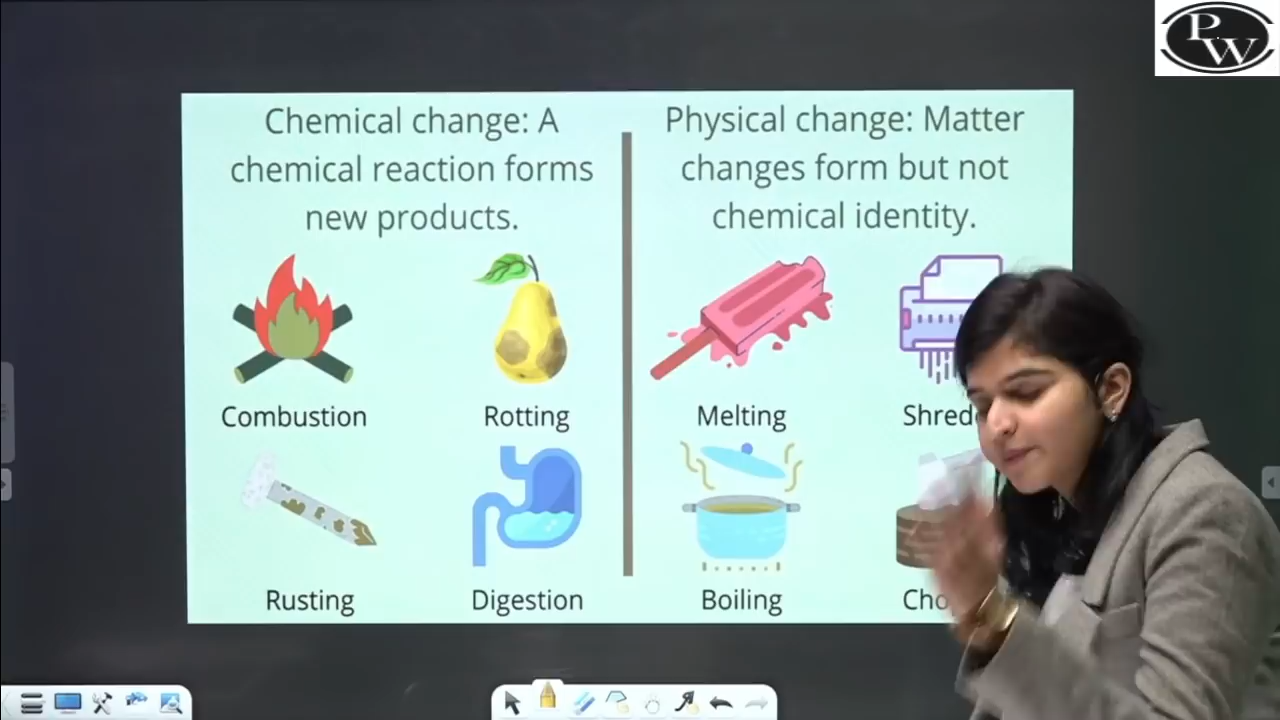 PW
Chemical change: A
chemical reaction forms
new products.
Physical change: Matter
changes form but not
chemical identity.
Combustion
Rotting
Melting
Rusting
Digestion
Boiling